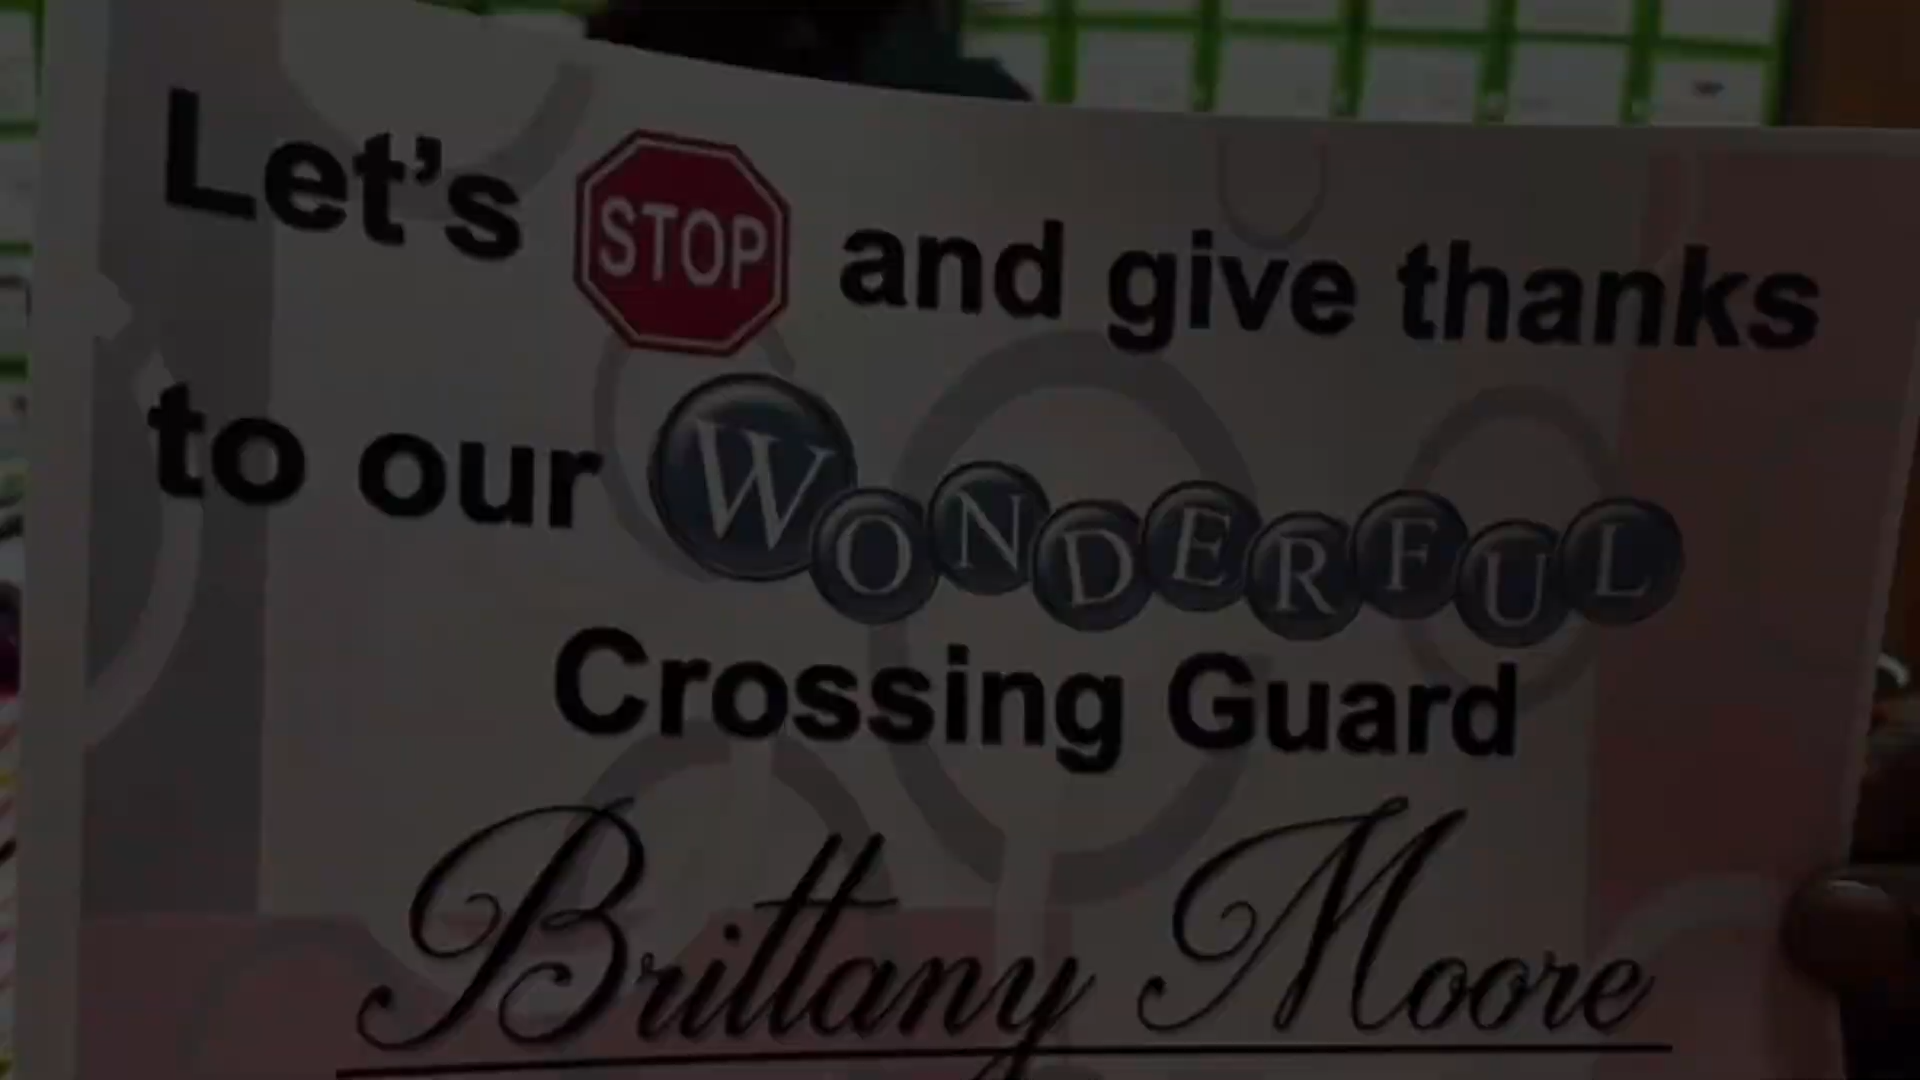 Let's STOP and give thanks
to our WONDERFUL
Crossing Guard
Brittany Moore